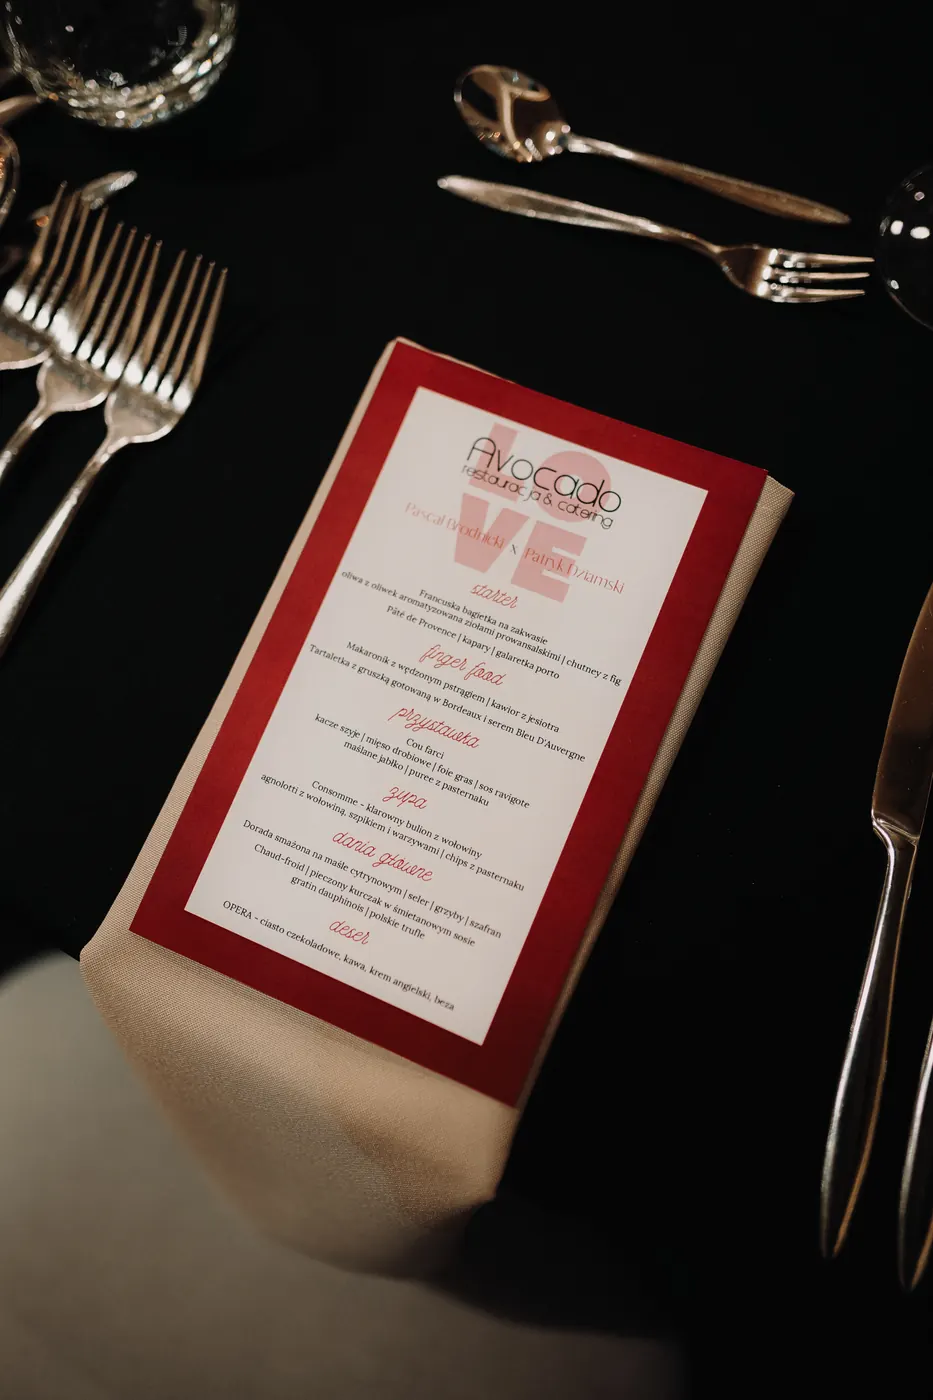 LOVE
Avocado
restauracja & catering
Pascal Brodnicki x Patryk Dziamski
starter
Francuska bagietka na zakwasie
oliwa z oliwek aromatyzowana ziołami prowansalskimi | chutney z fig
Pâté de Provence | kapary | galaretka porto
finger food
Makaronik z wędzonym pstrągiem | kawior z jesiotra
Tartaletka z gruszką gotowaną w Bordeaux i serem Bleu D'Auvergne
przystawka
Cou farci
kacze szyje | mięso drobiowe | foie gras | sos ravigote
maślane jabłko | puree z pasternaku
zupa
Consomme - klarowny bulion z wołowiny
agnolotti z wołowiną, szpikiem i warzywami | chips z pasternaku
dania główne
Dorada smażona na maśle cytrynowym | seler | grzyby | szafran
Chaud-froid | pieczony kurczak w śmietanowym sosie
gratin dauphinois | polskie trufle
deser
OPERA - ciasto czekoladowe, kawa, krem angielski, beza